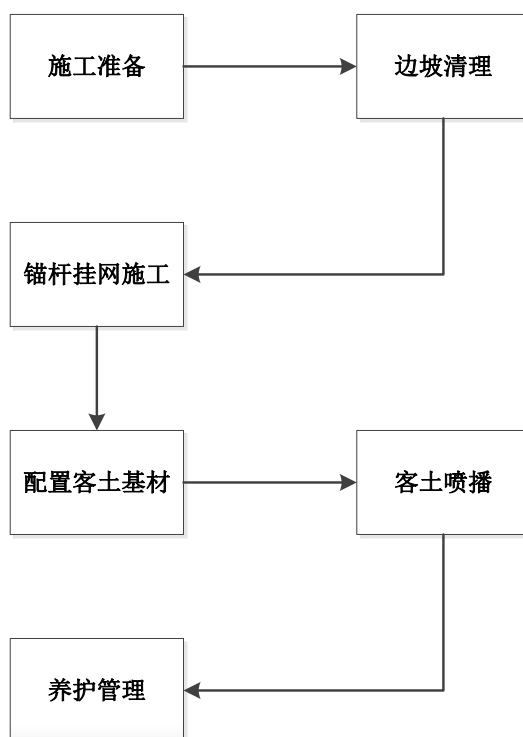 施工准备
边坡清理
锚杆挂网施工
配置客土基材
客土喷播
养护管理